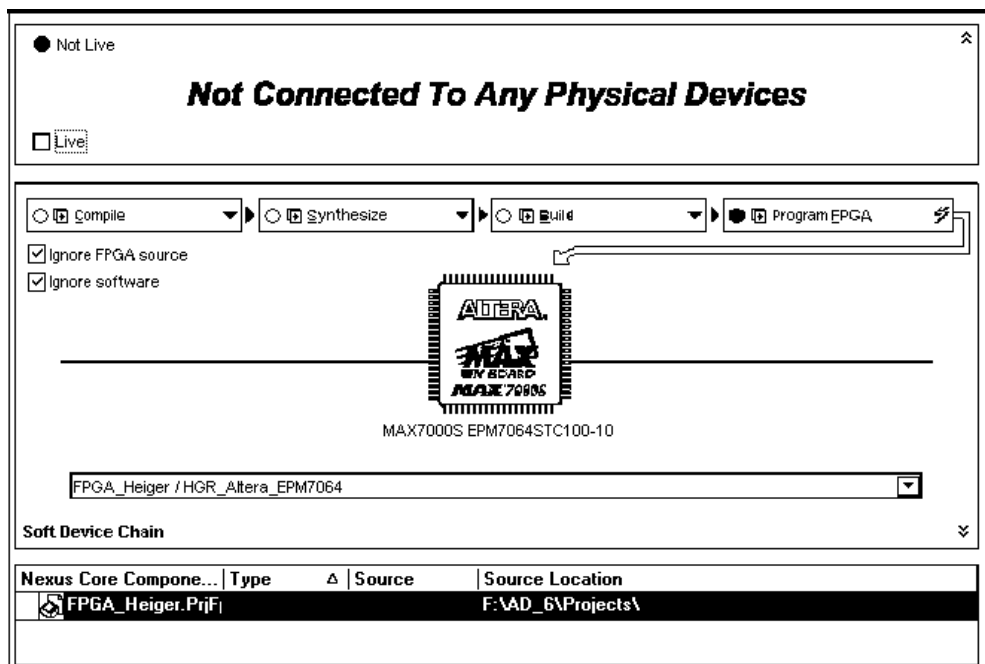 Not Live
Not Connected To Any Physical Devices
Live
Compile Synthesize Build Program FPGA
Ignore FPGA source
Ignore software
ALTERA
MAX
MAX 7000S
MAX7000S EPM7064STC100-10
FPGA_Heiger / HGR_Altera_EPM7064
Soft Device Chain
Nexus Core Compone... Type Source Source Location
FPGA_Heiger.PrjF F:\AD_6\Projects\